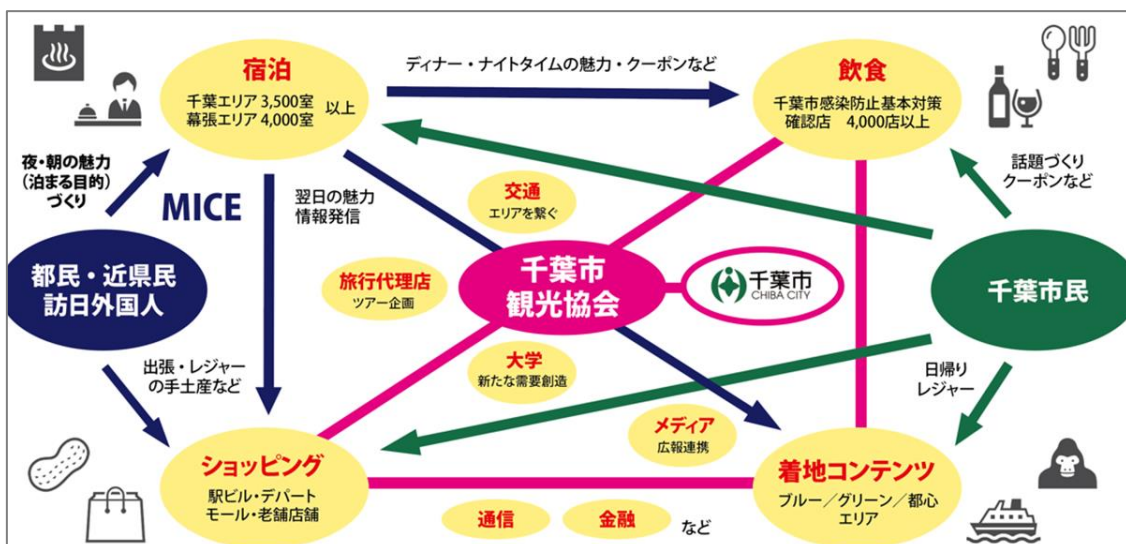 宿泊
千葉エリア 3,500室
幕張エリア 4,000室
以上
ディナー・ナイトタイムの魅力・クーポンなど
飲食
千葉市感染防止基本対策
確認店 4,000店以上
夜・朝の魅力
(泊まる目的)
づくり
MICE
翌日の魅力
情報発信
交通
エリアを繋ぐ
話題づくり
クーポンなど
都民・近県民
訪日外国人
旅行代理店
ツアー企画
千葉市
観光協会
千葉市
CHIBA CITY
千葉市民
出張・レジャー
の手土産など
大学
新たな需要創造
日帰り
レジャー
メディア
広報連携
ショッピング
駅ビル・デパート
モール・老舗店舗
着地コンテンツ
ブルー/グリーン/都心
エリア
通信
金融
など